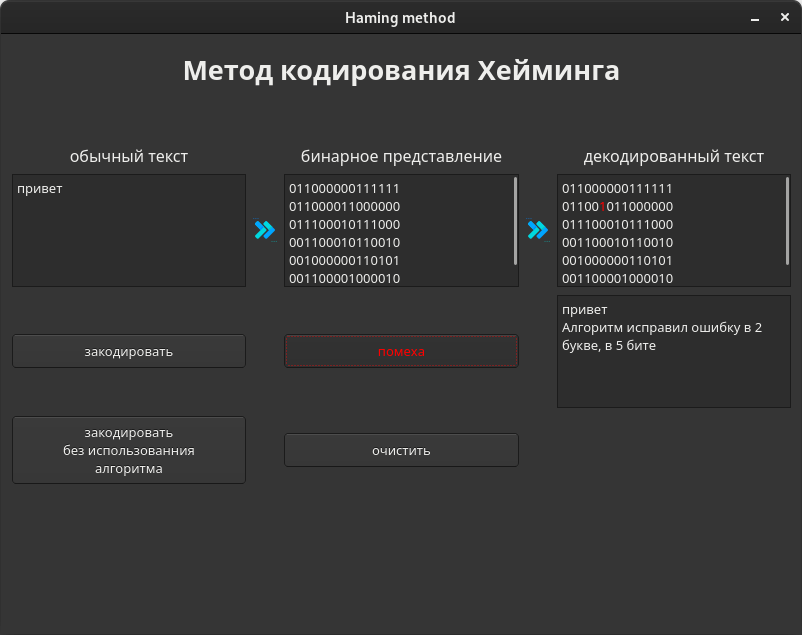 Haming method
Метод кодирования Хейминга
обычный текст
бинарное представление
декодированный текст
привет
011000000111111
011000011000000
011100010111000
001100010110010
001000000110101
001100001000010
011000000111111
011001011000000
011100010111000
001100010110010
001000000110101
001100001000010
привет
Алгоритм исправил ошибку в 2
букве, в 5 бите
закодировать
помеха
закодировать
без использованния
алгоритма
очистить